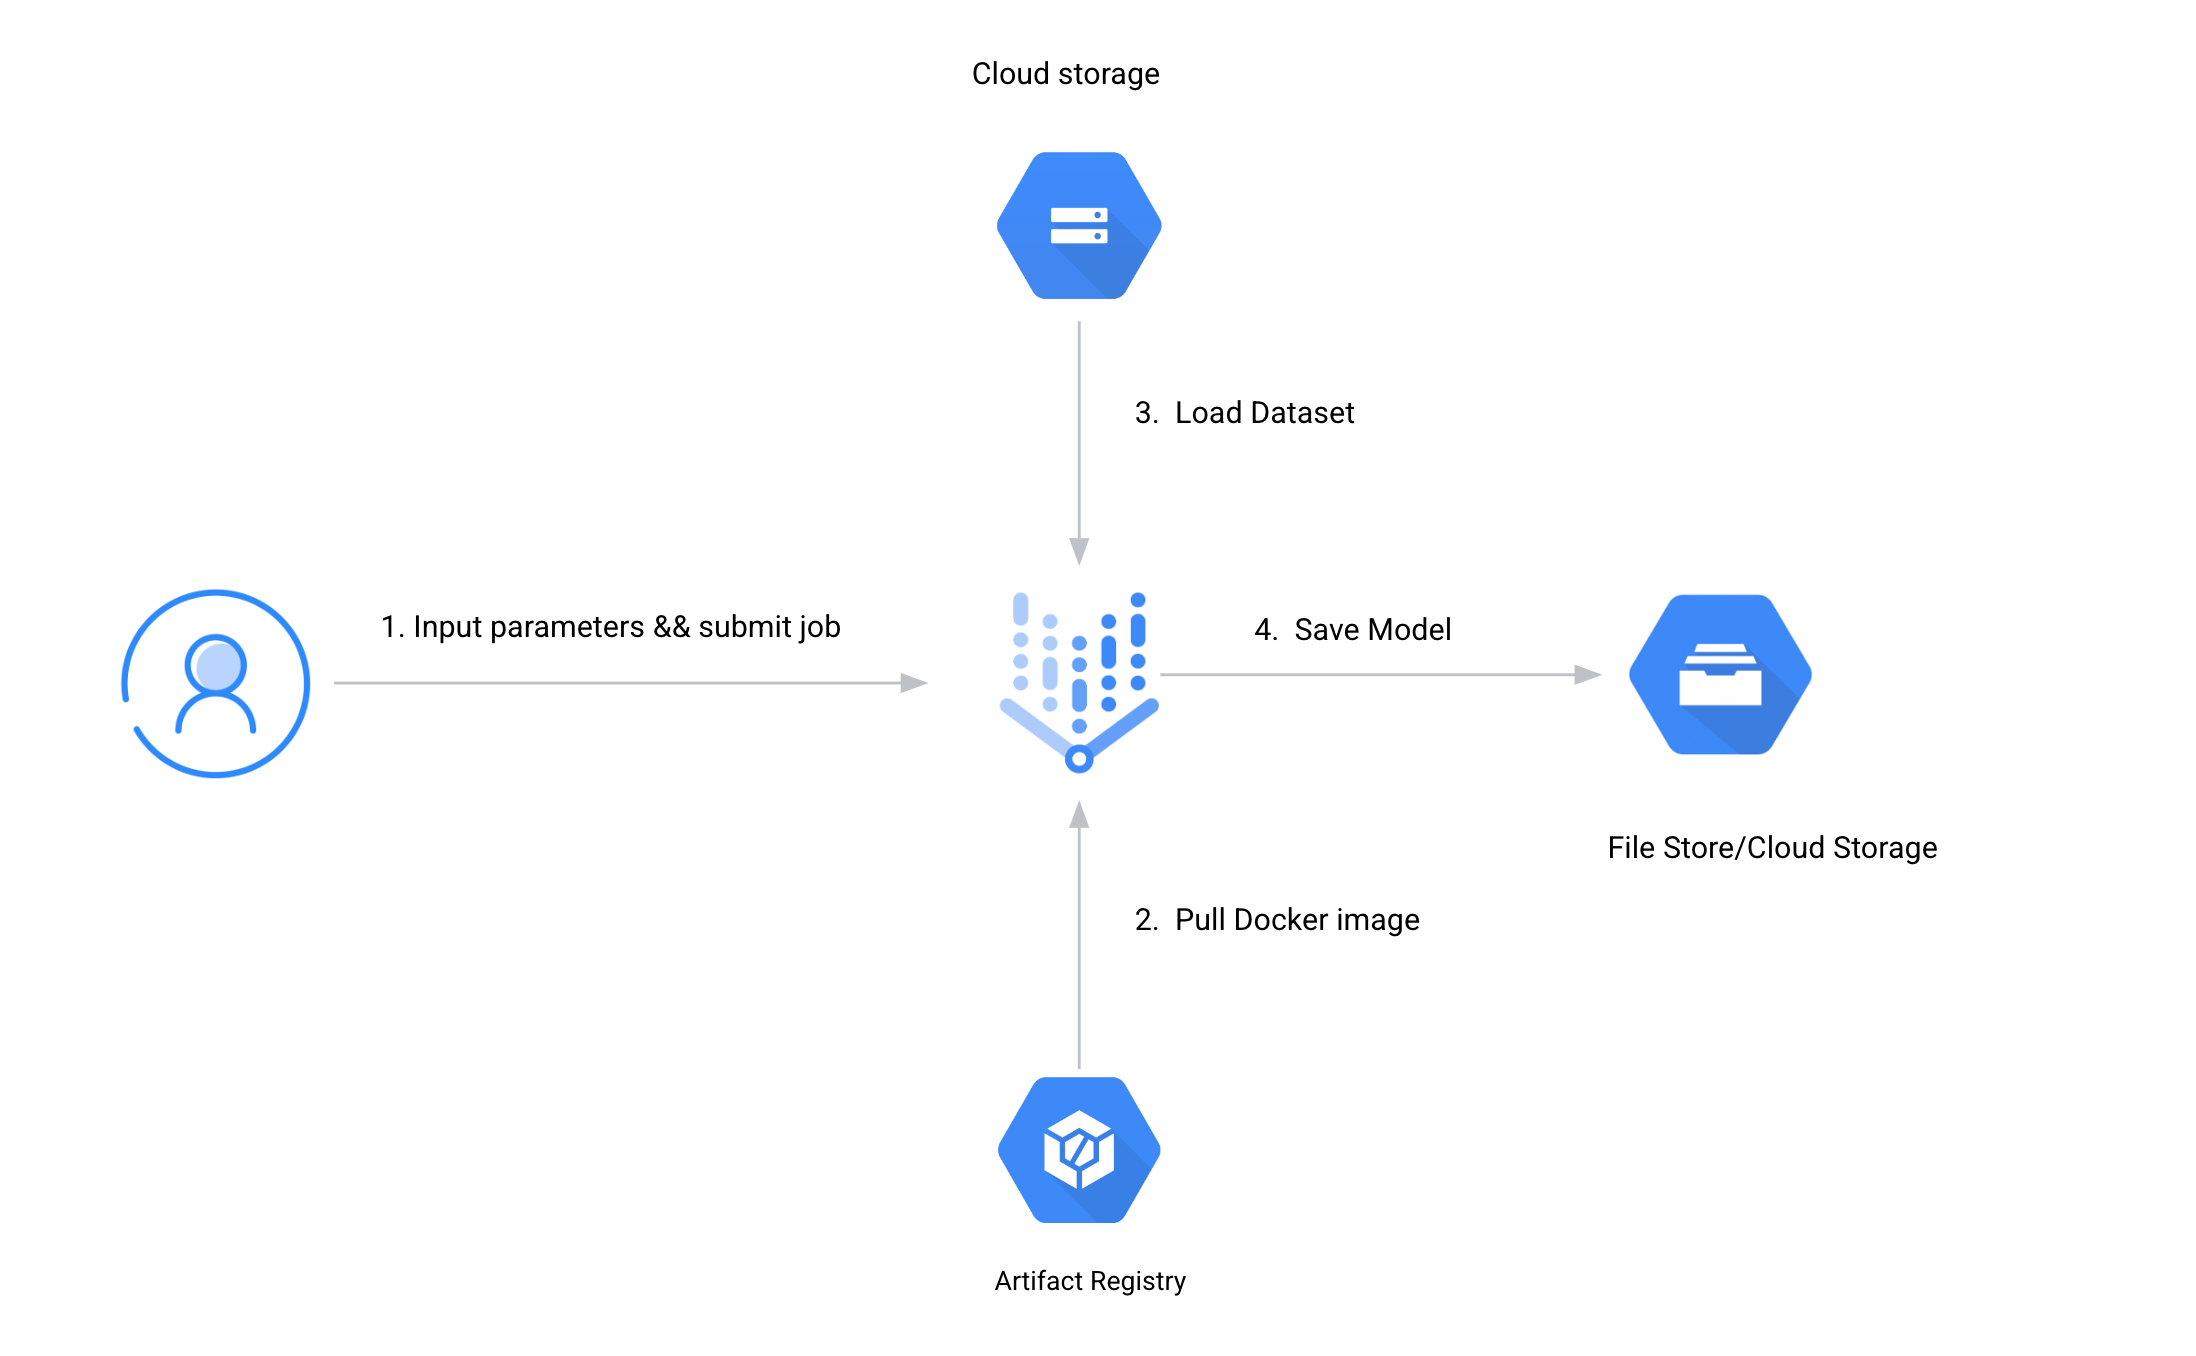 Cloud storage
3. Load Dataset
1. Input parameters && submit job
4. Save Model
File Store/Cloud Storage
2. Pull Docker image
Artifact Registry